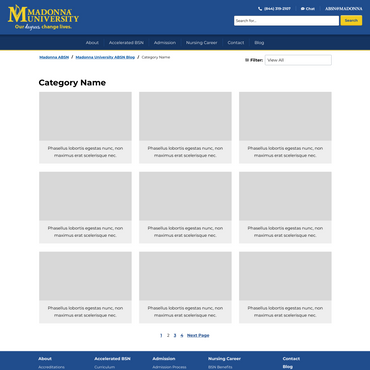 MADONNA
UNIVERSITY
Our degrees change lives.
(844) 319-2107 Chat ABSN@MADONNA
Search for... Search
About Accelerated BSN Admission Nursing Career Contact Blog
Madonna ABSN / Madonna University ABSN Blog / Category Name
Filter: View All
Category Name
Phasellus lobortis egestas nunc, non
maximus erat scelerisque nec.
Phasellus lobortis egestas nunc, non
maximus erat scelerisque nec.
Phasellus lobortis egestas nunc, non
maximus erat scelerisque nec.
Phasellus lobortis egestas nunc, non
maximus erat scelerisque nec.
Phasellus lobortis egestas nunc, non
maximus erat scelerisque nec.
Phasellus lobortis egestas nunc, non
maximus erat scelerisque nec.
Phasellus lobortis egestas nunc, non
maximus erat scelerisque nec.
Phasellus lobortis egestas nunc, non
maximus erat scelerisque nec.
Phasellus lobortis egestas nunc, non
maximus erat scelerisque nec.
1 2 3 4 Next Page
About Accelerated BSN Admission Nursing Career Contact
Accreditations Curriculum Admission Process BSN Benefits Blog